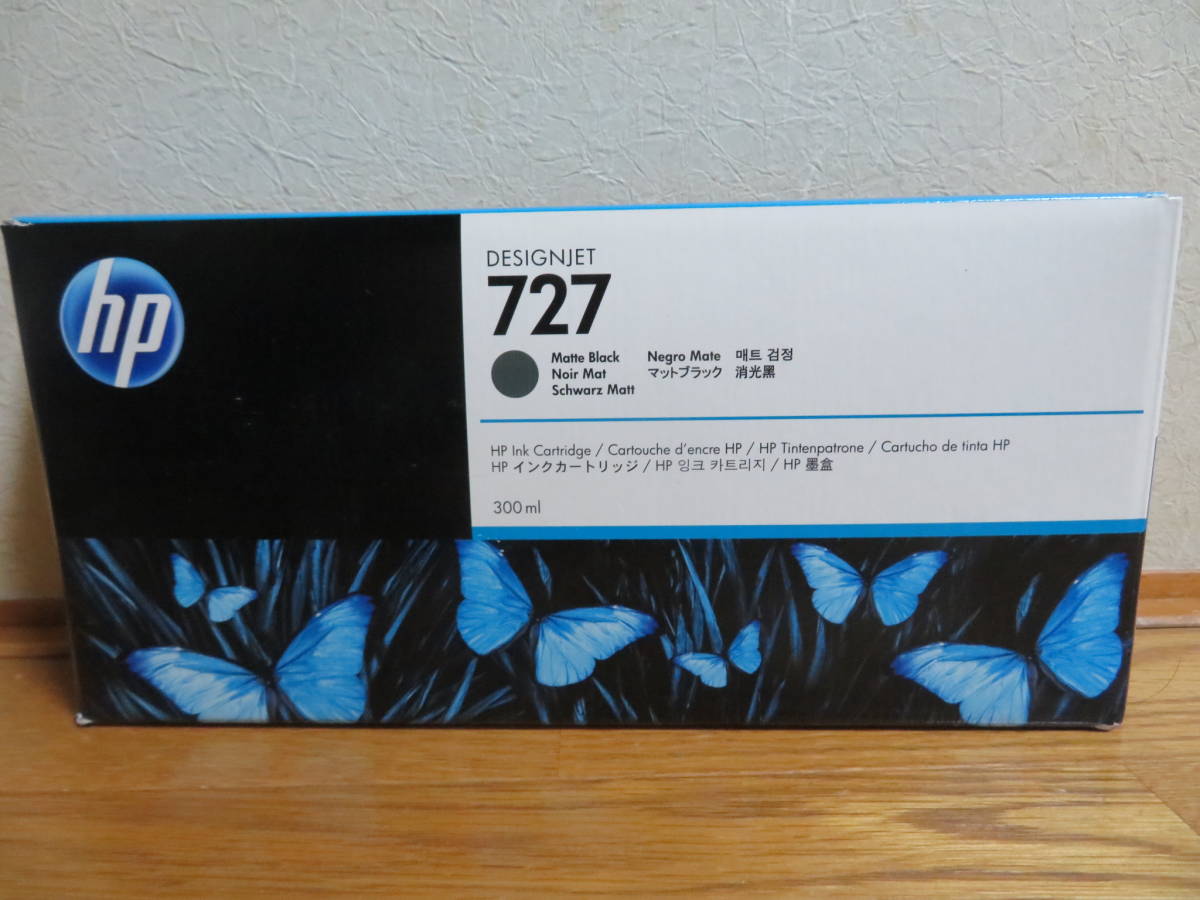 hp
DESIGNJET
727
Matte Black Negro Mate 매트 검정
Noir Mat マットブラック 消光黑
Schwarz Matt
HP Ink Cartridge / Cartouche d'encre HP / HP Tintenpatrone / Cartucho de tinta HP
HP インクカートリッジ / HP 잉크 카트리지 / HP 墨盒
300 ml